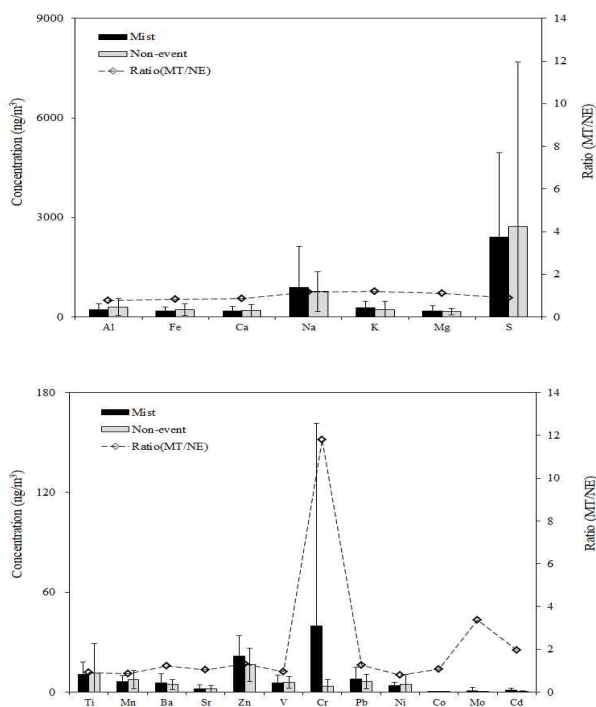 9000
14
Mist
Non-event
Ratio(MT/NE)
12
10
6000
8
6
3000
4
2
0
0
Concentration (ng/m³)
Ratio (MT/NE)
Al Fe Ca Na K Mg S
180
14
Mist
Non-event
Ratio(MT/NE)
12
10
120
8
6
60
4
2
0
0
Concentration (ng/m³)
Ratio (MT/NE)
Ti Mn Ba Sr Zn V Cr Pb Ni Co Mo Cd